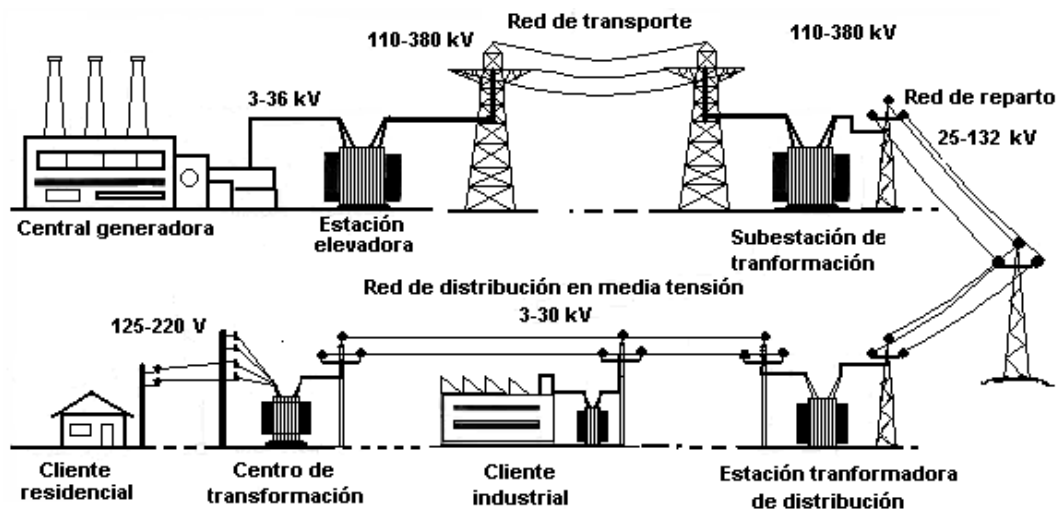 Red de transporte
110-380 kV
110-380 kV
3-36 kV
Red de reparto
25-132 kV
Central generadora
Estación
elevadora
Subestación de
tranformación
Red de distribución en media tensión
3-30 kV
125-220 V
Cliente
residencial
Centro de
transformación
Cliente
industrial
Estación tranformadora
de distribución